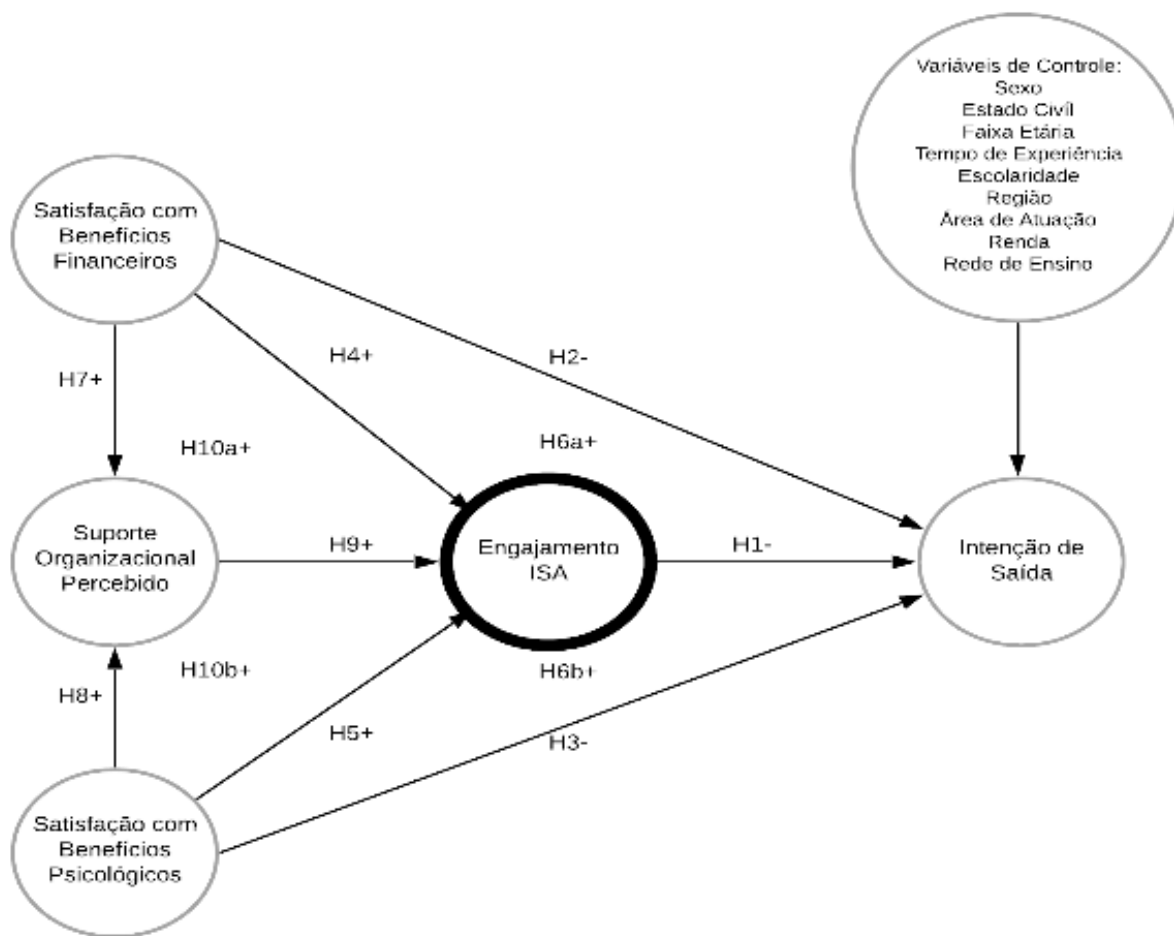 Variáveis de Controle:
Sexo
Estado Civíl
Faixa Etária
Tempo de Experiência
Escolaridade
Região
Área de Atuação
Renda
Rede de Ensino
Satisfação com
Benefícios
Financeiros
H7+
H4+
H2-
H10a+
H6a+
Suporte
Organizacional
Percebido
H9+
Engajamento
ISA
H1-
Intenção de
Saída
H10b+
H6b+
H8+
H5+
H3-
Satisfação com
Benefícios
Psicológicos